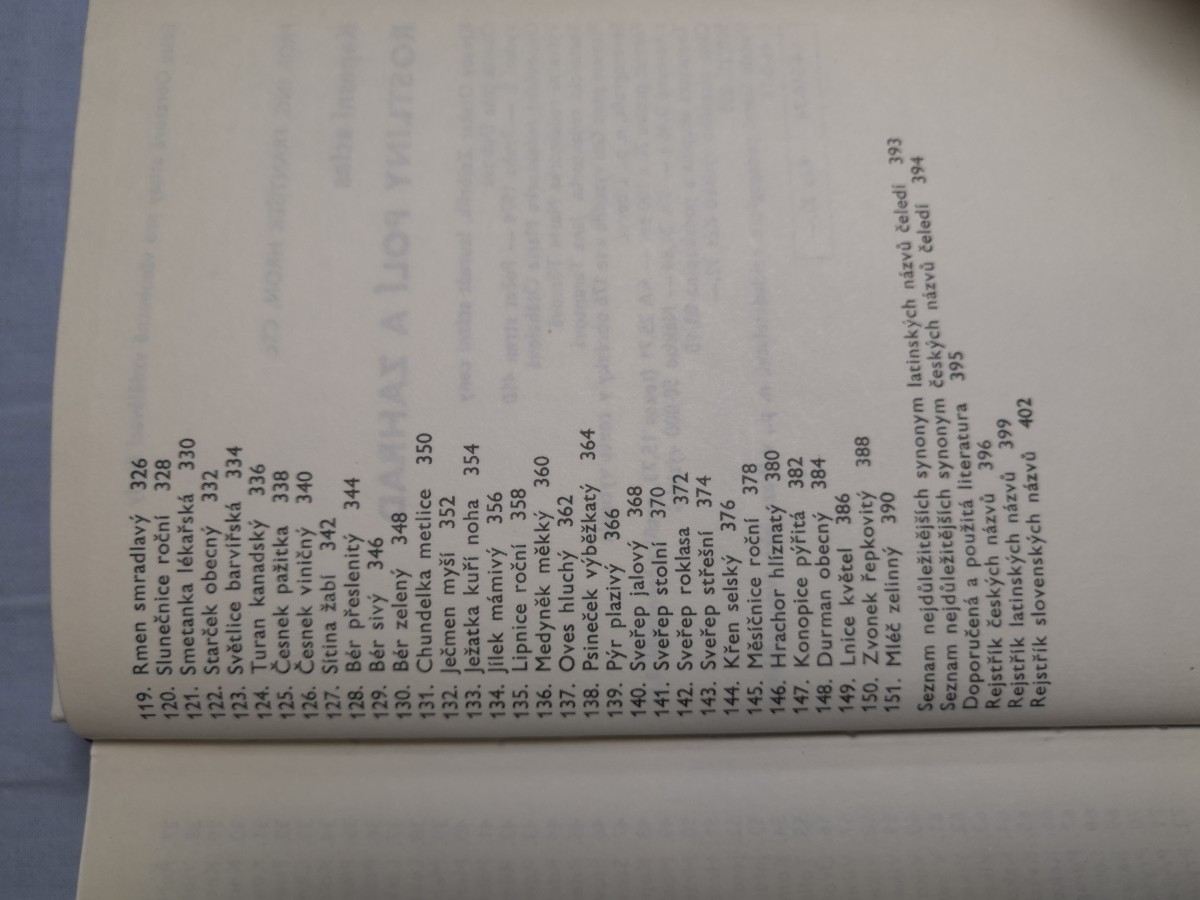 119. Rmen smradlavý 326
120. Slunečnice roční 328
121. Smetanka lékařská 330
122. Starček obecný 332
123. Světlice barvířská 334
124. Turan kanadský 336
125. Česnek pažitka 338
126. Česnek viničný 340
127. Sítina žabí 342
128. Bér přeslenitý 344
129. Bér sivý 346
130. Bér zelený 348
131. Chundelka metlice 350
132. Ječmen myší 352
133. Ježatka kuří noha 354
134. Jílek mámivý 356
135. Lipnice roční 358
136. Medyněk měkký 360
137. Oves hluchý 362
138. Psineček výběžkatý 364
139. Pýr plazivý 366
140. Sveřep jalový 368
141. Sveřep stolní 370
142. Sveřep roklasa 372
143. Sveřep střešní 374
144. Křen selský 376
145. Měsíčnice roční 378
146. Hrachor hlíznatý 380
147. Konopice pýřitá 382
148. Durman obecný 384
149. Lnice květel 386
150. Zvonek řepkovitý 388
151. Mléč zelinný 390
Seznam nejdůležitějších synonym latinských názvů čeledí 393
Seznam nejdůležitějších synonym českých názvů čeledí 394
Doporučená a použitá literatura 395
Rejstřík českých názvů 396
Rejstřík latinských názvů 399
Rejstřík slovenských názvů 402